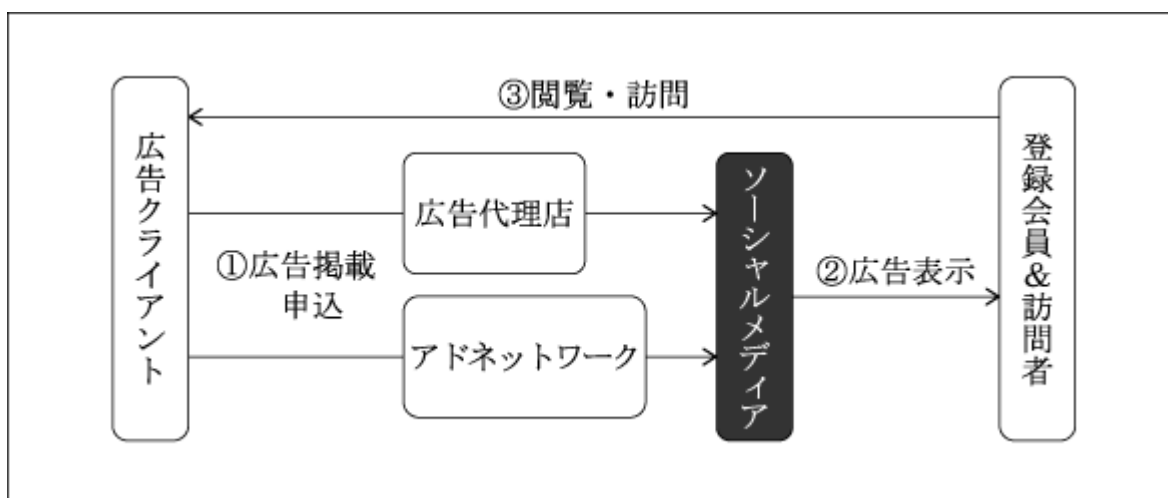 ③閲覧・訪問
広告クライアント
①広告掲載
申込
広告代理店
アドネットワーク
ソーシャルメディア
②広告表示
登録会員&訪問者